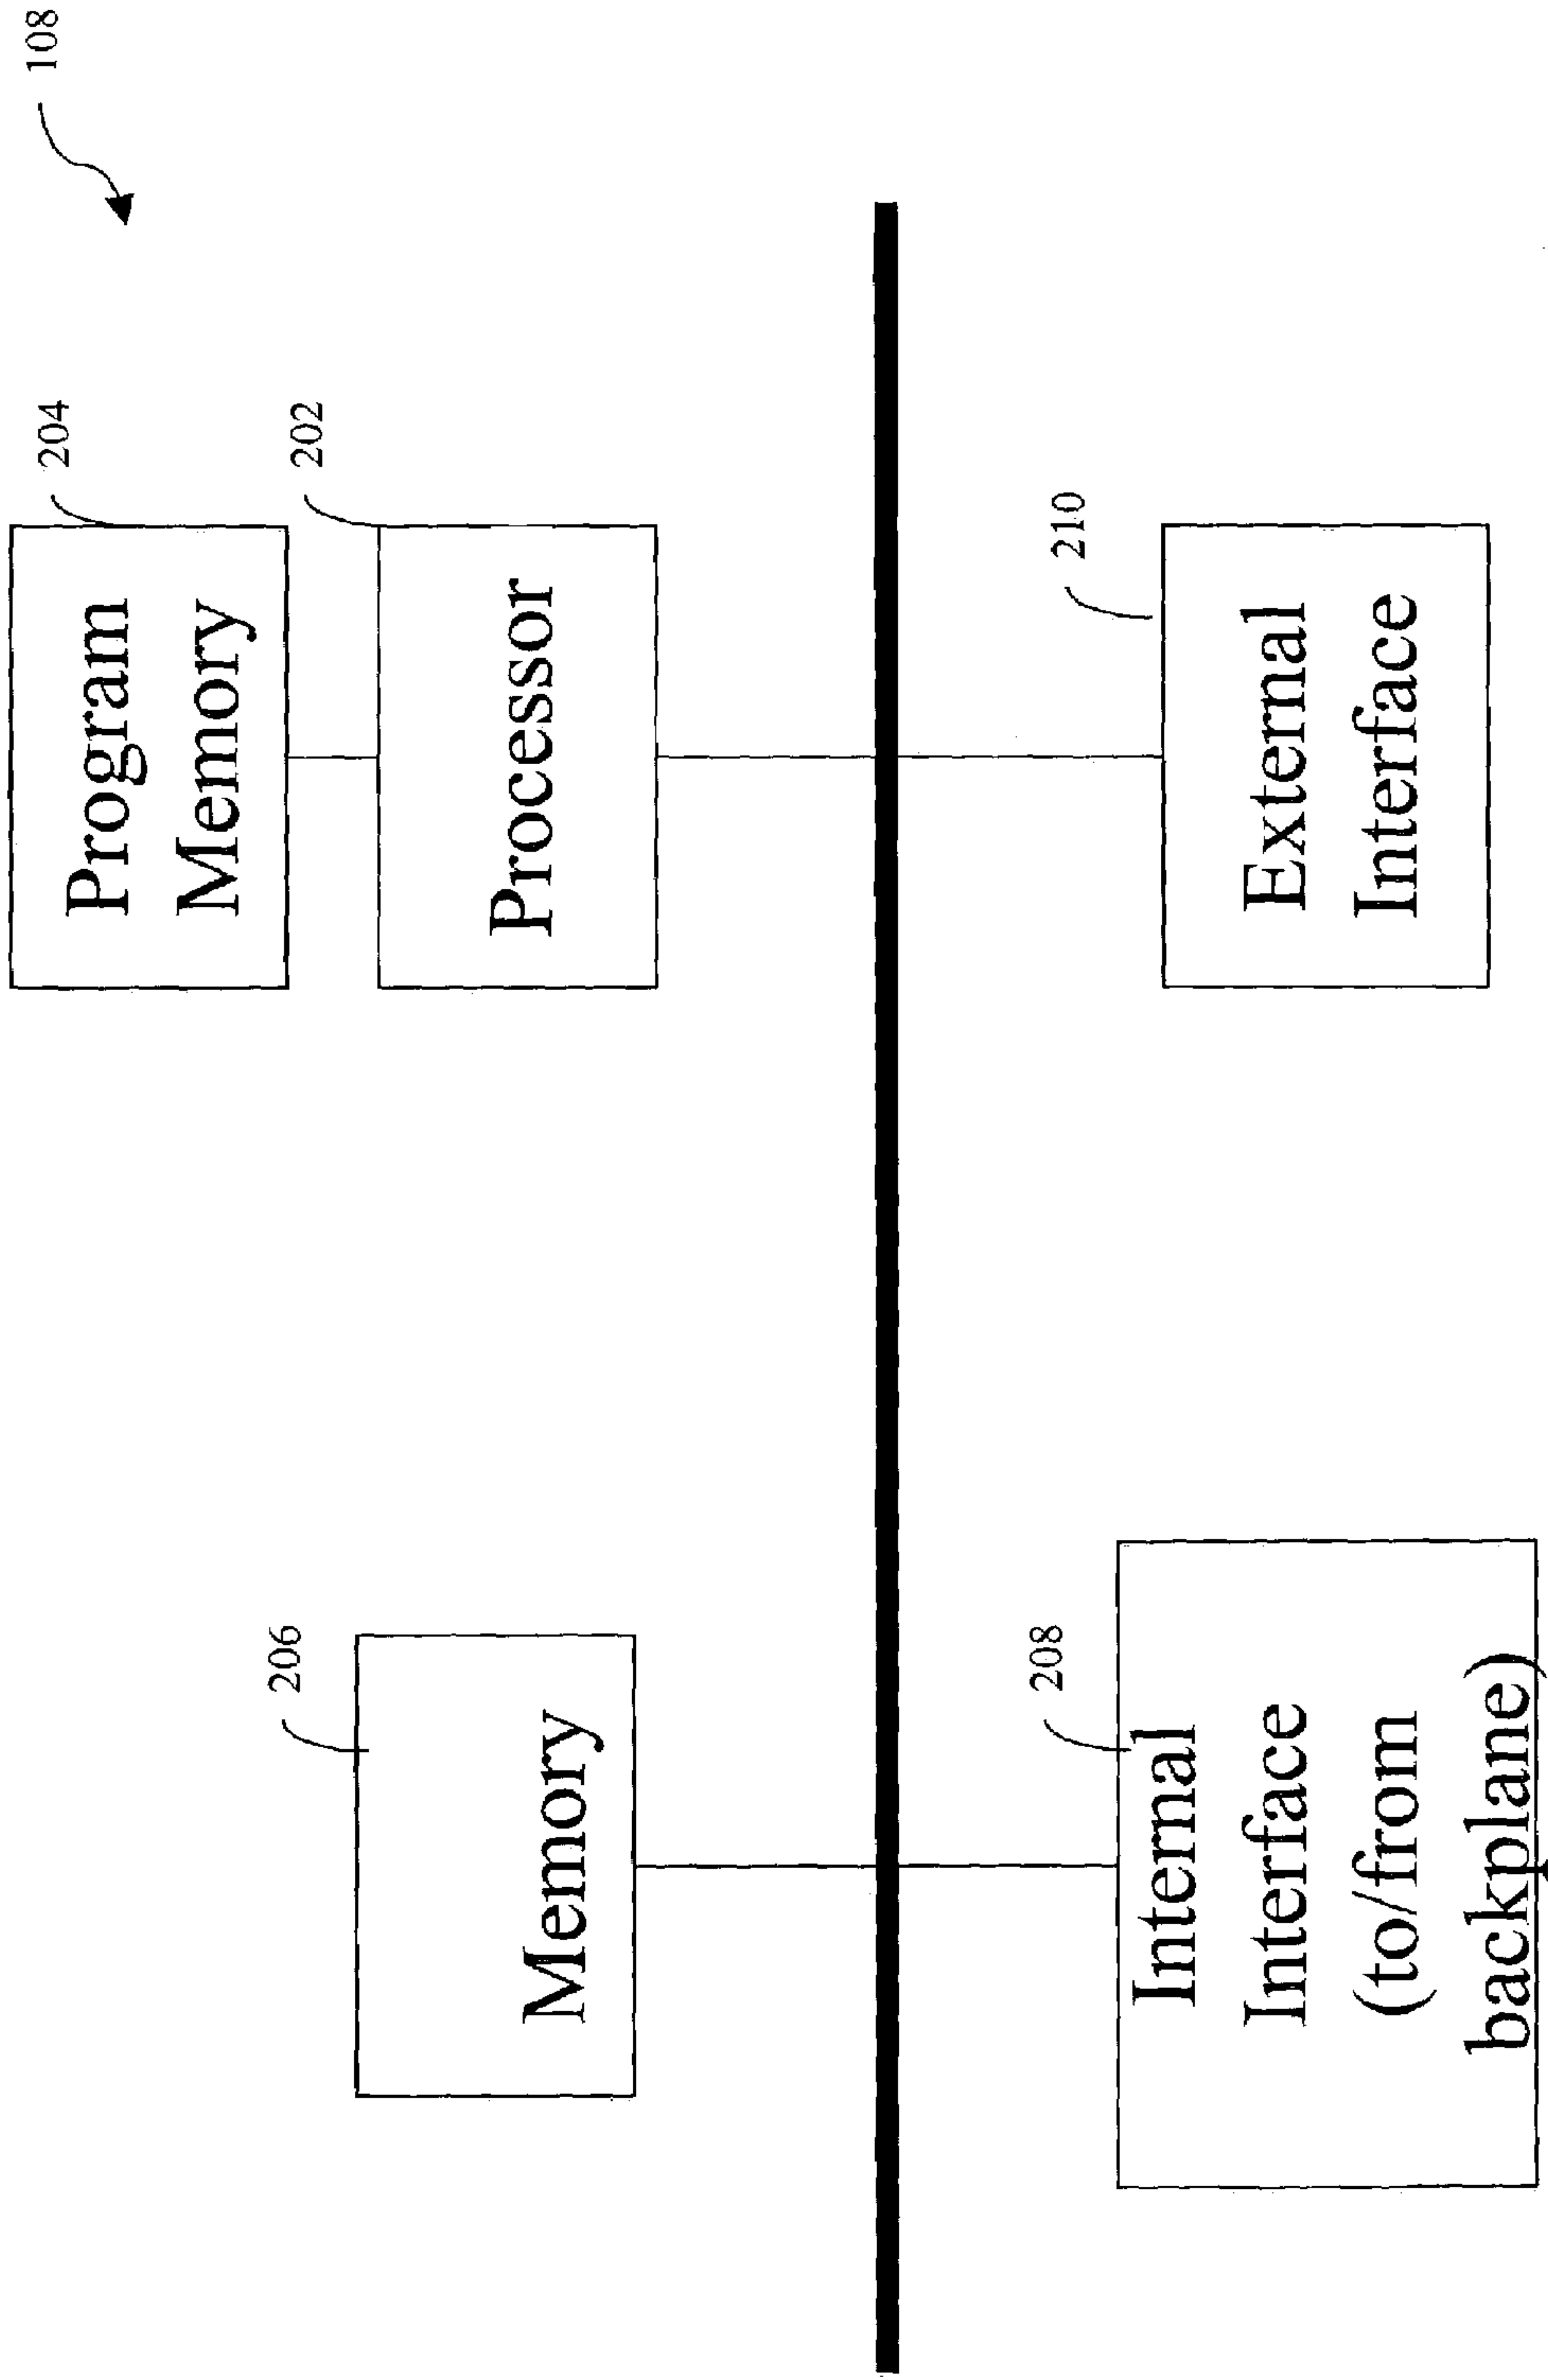 108
204
Program
Memory
202
Processor
206
Memory
210
External
Interface
208
Internal
Interface
(to/from
backplane)